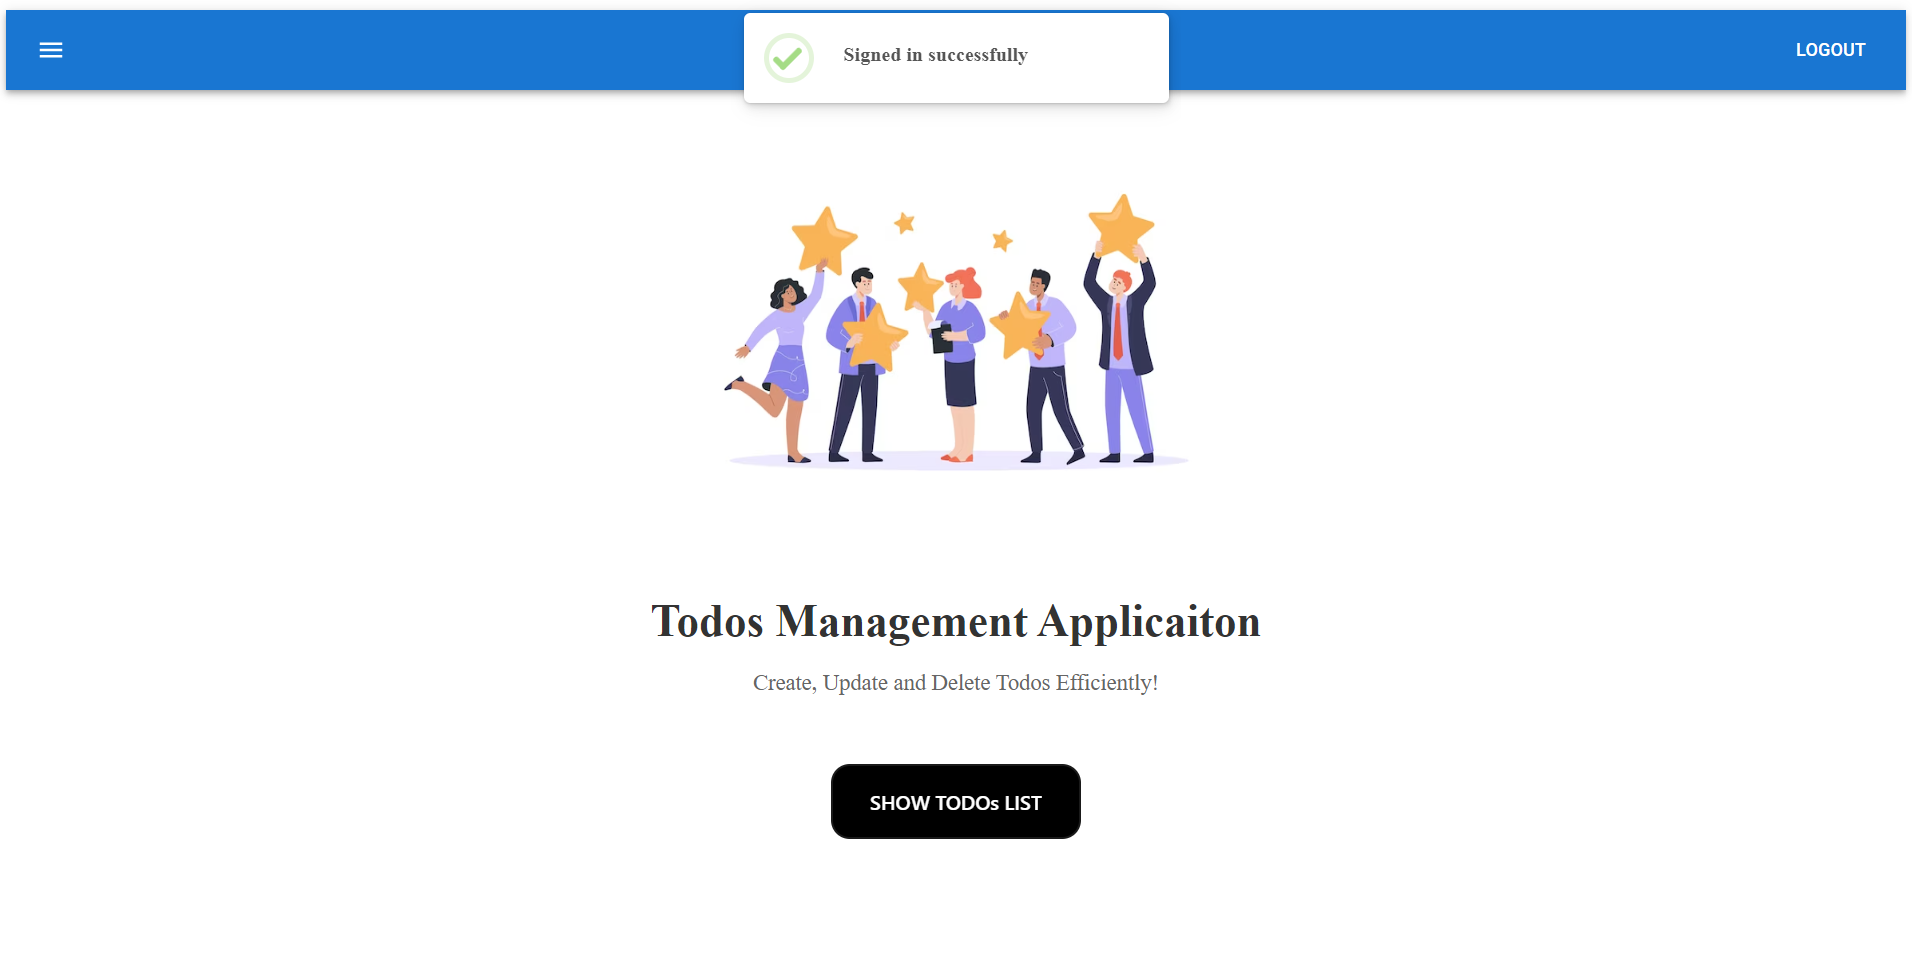 Signed in successfully
LOGOUT
Todos Management Applicaiton
Create, Update and Delete Todos Efficiently!
SHOW TODOs LIST